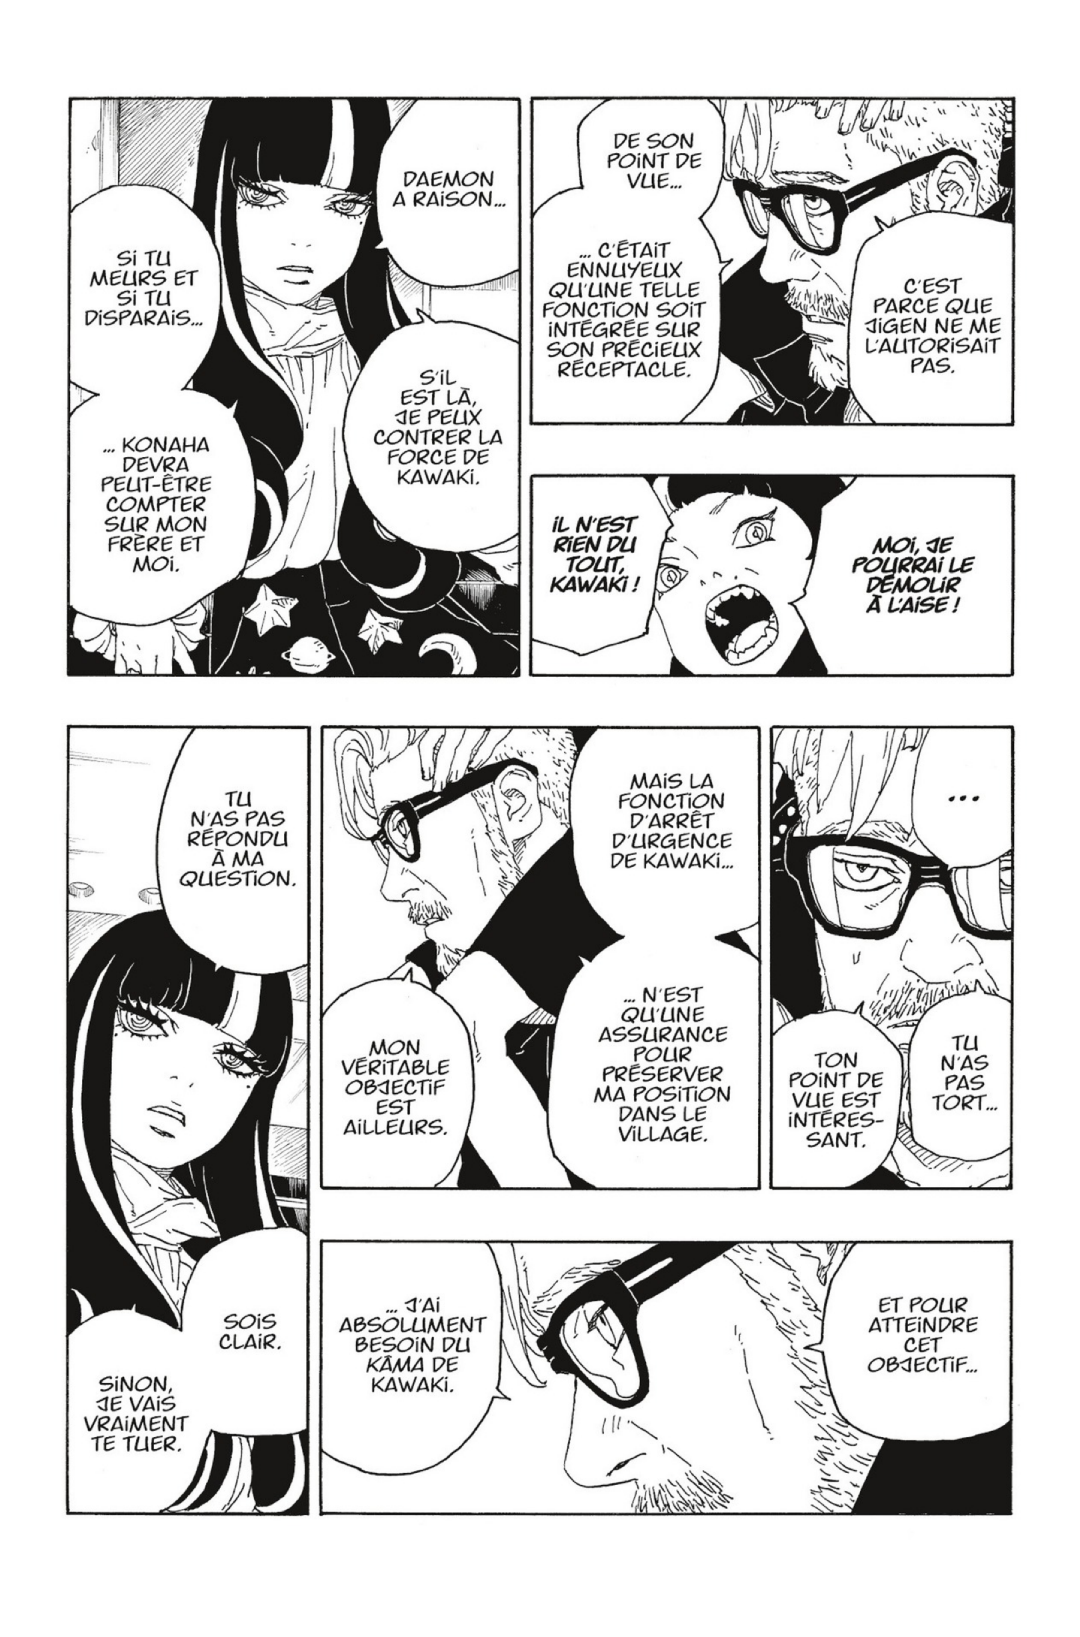 C'EST
PARCE QUE
JIGEN NE ME
L'AUTORISAIT
PAS.
DE SON
POINT DE
VUE...
... C'ÉTAIT
ENNUYEUX
QU'UNE TELLE
FONCTION SOIT
INTÉGRÉE SUR
SON PRÉCIEUX
RÉCEPTACLE.
MOI, JE
POURRAI LE
DÉMOLIR
À L'AISE !
IL N'EST
RIEN DU
TOUT,
KAWAKI !
DAEMON
A RAISON...
S'IL
EST LÀ,
JE PEUX
CONTRER LA
FORCE DE
KAWAKI.
SI TU
MEURS ET
SI TU
DISPARAIS...
... KONAHA
DEVRA
PEUT-ÊTRE
COMPTER
SUR MON
FRÈRE ET
MOI.
...
TU
N'AS
PAS
TORT...
TON
POINT DE
VUE EST
INTÉRES-
SANT.
MAIS LA
FONCTION
D'ARRÊT
D'URGENCE
DE KAWAKI...
... N'EST
QU'UNE
ASSURANCE
POUR
PRÉSERVER
MA POSITION
DANS LE
VILLAGE.
MON
VÉRITABLE
OBJECTIF
EST
AILLEURS.
ET POUR
ATTEINDRE
CET
OBJECTIF...
... J'AI
ABSOLUMENT
BESOIN DU
KÂMA DE
KAWAKI.
TU
N'AS PAS
RÉPONDU
À MA
QUESTION.
SOIS
CLAIR.
SINON,
JE VAIS
VRAIMENT
TE TUER.